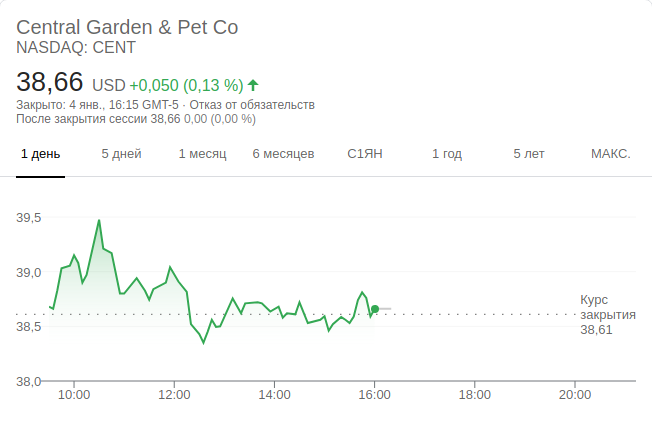 Central Garden & Pet Co
NASDAQ: CENT
38,66 USD +0,050 (0,13 %)
Закрыто: 4 янв., 16:15 GMT-5 · Отказ от обязательств
После закрытия сессии 38,66 0,00 (0,00 %)
1 день 5 дней 1 месяц 6 месяцев С1ЯН 1 год 5 лет МАКС.
39,5
39,0
Курс
закрытия
38,61
38,5
38,0
10:00 12:00 14:00 16:00 18:00 20:00